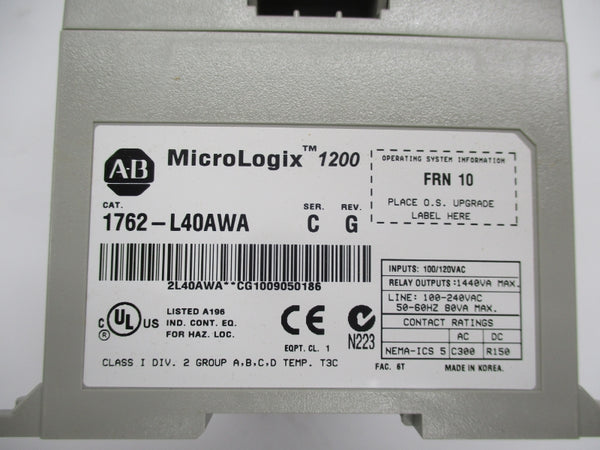 AB
MicroLogix™ 1200
OPERATING SYSTEM INFORMATION
FRN 10
PLACE O.S. UPGRADE
LABEL HERE
CAT. SER. REV.
1762-L40AWA C G
2L40AWA**CG1009050186
INPUTS: 100/120VAC
RELAY OUTPUTS: 1440VA MAX.
LINE: 100-240VAC
50-60HZ 80VA MAX.
CONTACT RATINGS
AC DC
NEMA-ICS 5 C300 R150
C UL US
LISTED A196
IND. CONT. EQ.
FOR HAZ. LOC.
CE
EQPT. CL. 1
N223
CLASS I DIV. 2 GROUP A,B,C,D TEMP. T3C
FAC. 6T MADE IN KOREA.